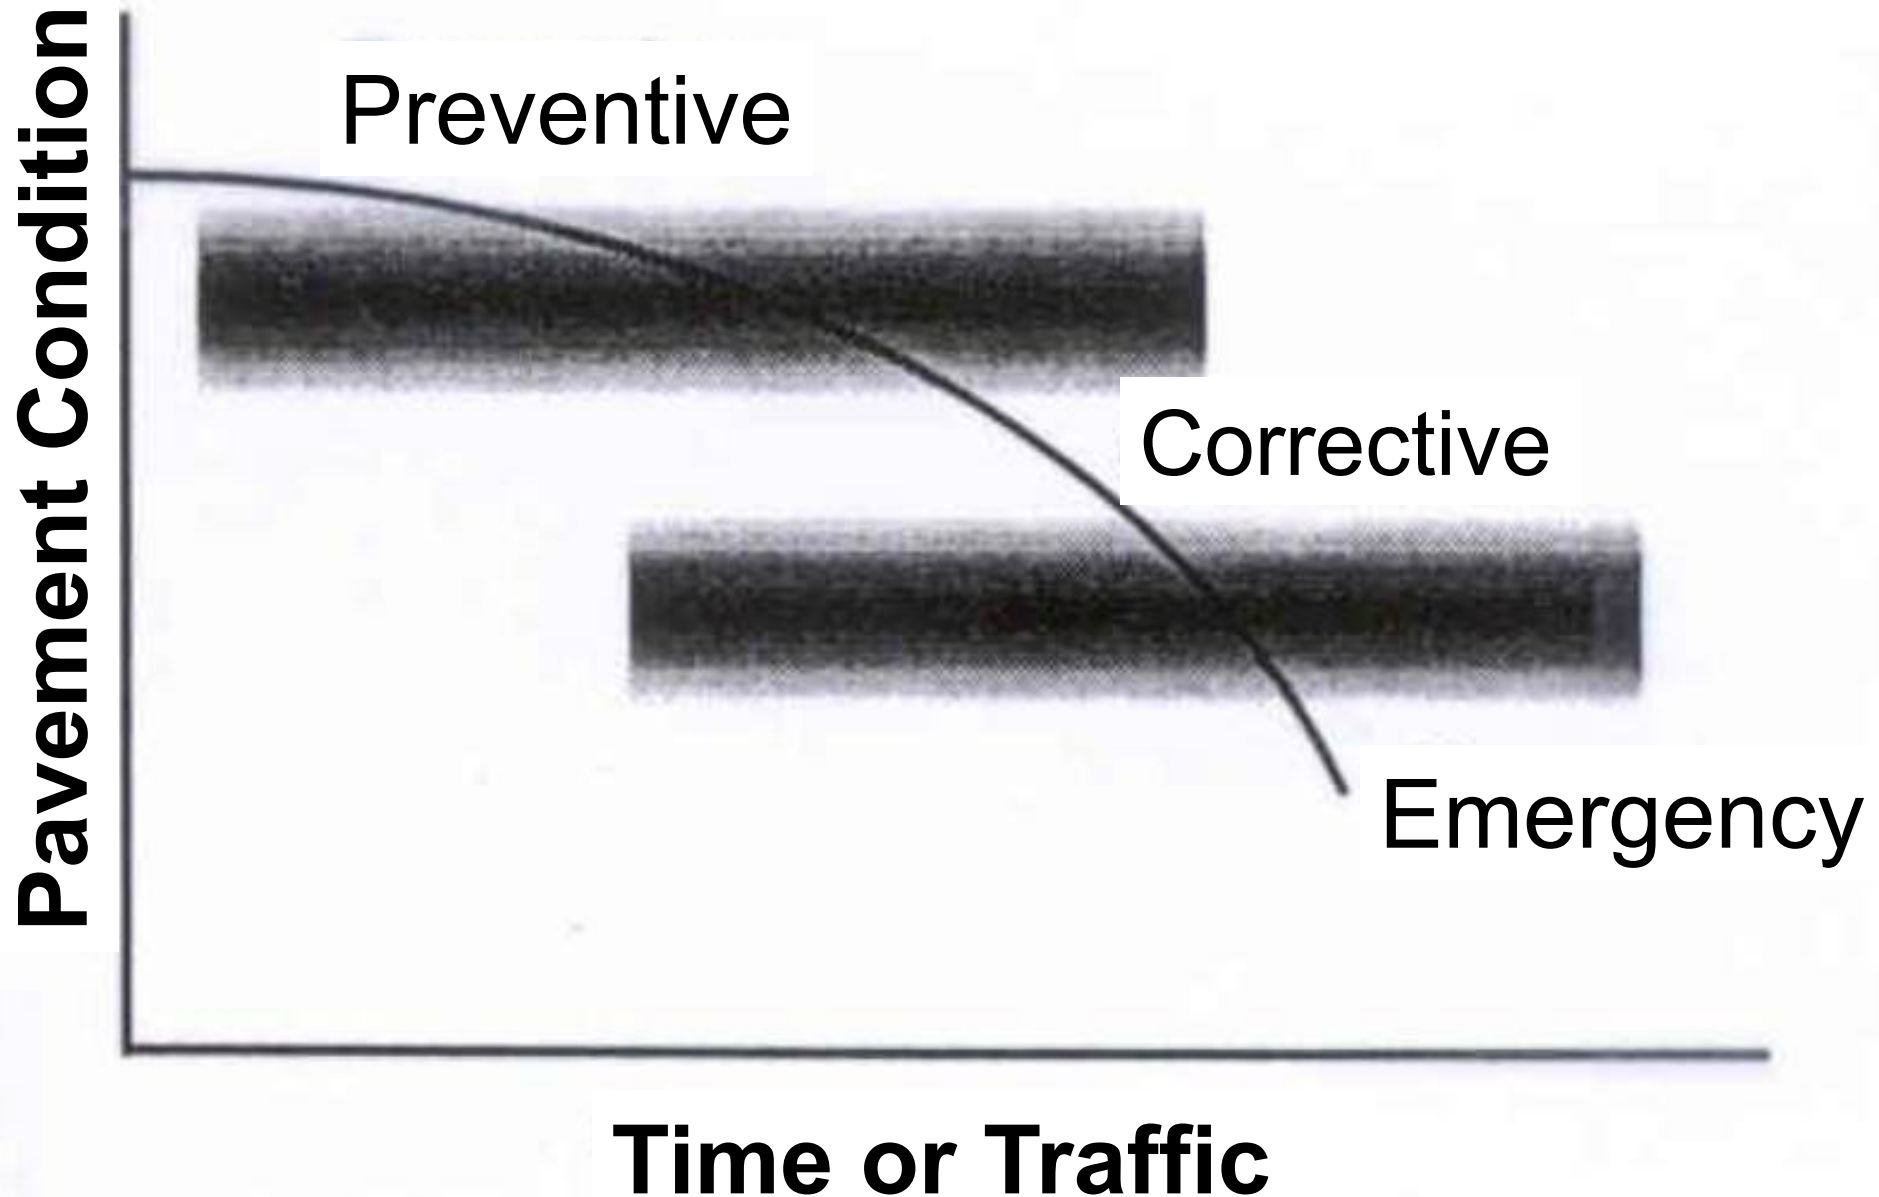 Pavement Condition
Preventive
Corrective
Emergency
Time or Traffic